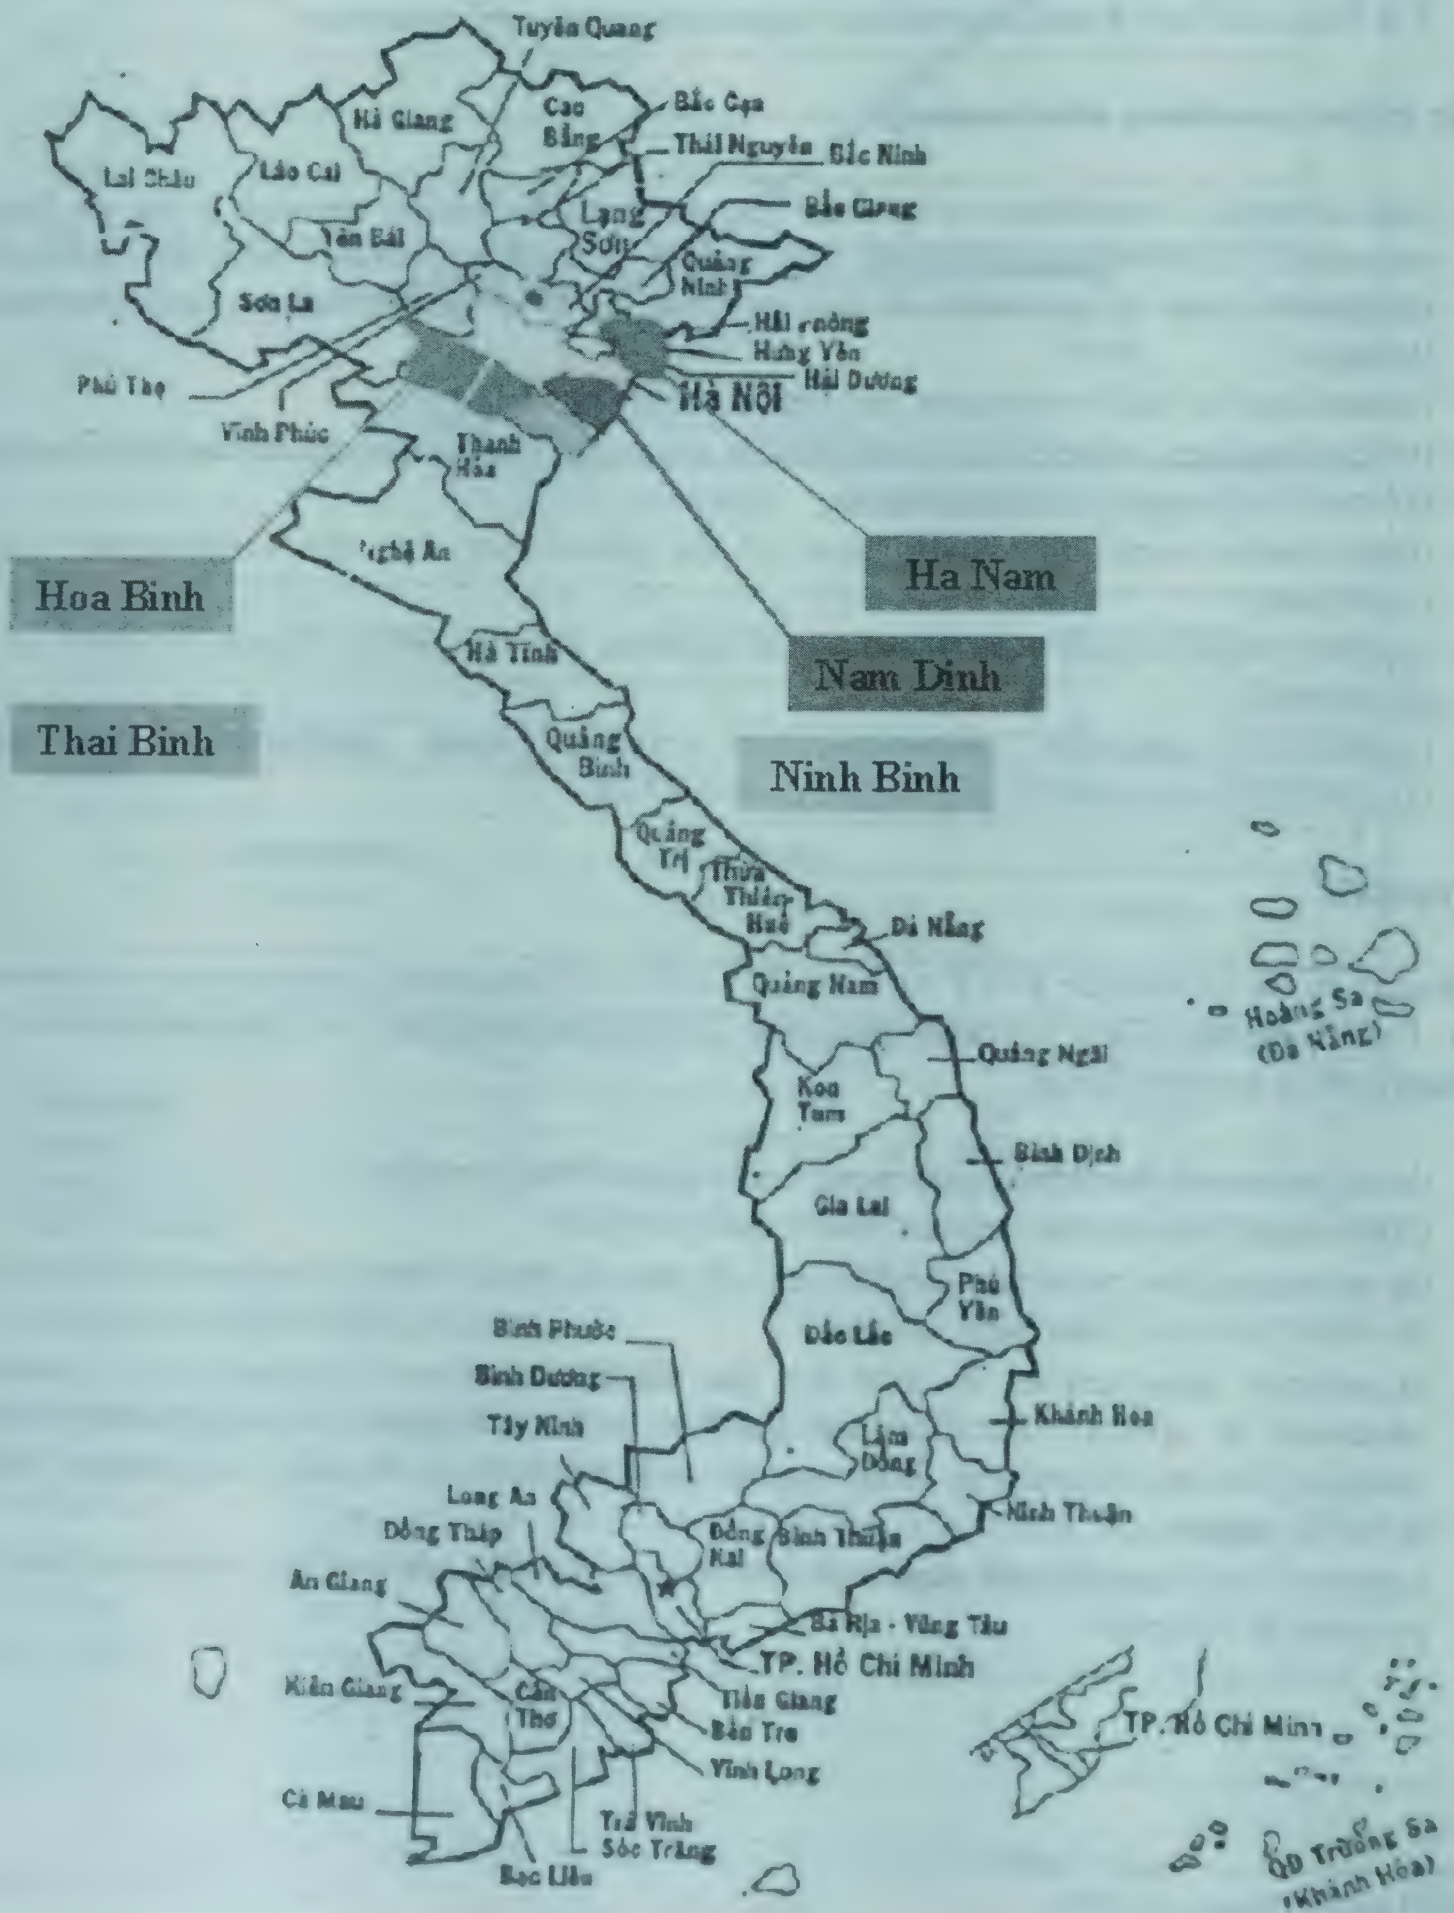 Tuyên Quang
Hà Giang
Cao
Bằng
Bắc Cạn
Thái Nguyên
Bắc Ninh
Lai Châu
Lào Cai
Yên Bái
Lạng
Sơn
Bắc Giang
Quảng
Ninh
Sơn La
Hải Phòng
Hưng Yên
Hải Dương
Hà Nội
Phú Thọ
Vĩnh Phúc
Thanh
Hóa
Nghệ An
Ha Nam
Hoa Binh
Hà Tĩnh
Nam Dinh
Thai Binh
Quảng
Bình
Ninh Binh
Quảng
Trị
Thừa
Thiên
Huế
Đà Nẵng
Quảng Nam
Hoàng Sa
(Đà Nẵng)
Quảng Ngãi
Kon
Tum
Bình Định
Gia Lai
Phú
Yên
Bình Phước
Đắc Lắc
Bình Dương
Tây Ninh
Khánh Hòa
Lâm
Đồng
Long An
Đồng Tháp
Đồng
Nai
Bình Thuận
Ninh Thuận
An Giang
Bà Rịa - Vũng Tàu
TP. Hồ Chí Minh
Kiên Giang
Cần
Thơ
Tiền Giang
Bến Tre
Vĩnh Long
TP. Hồ Chí Minh
Cà Mau
Trà Vinh
Sóc Trăng
Bạc Liêu
QĐ Trường Sa
(Khánh Hòa)